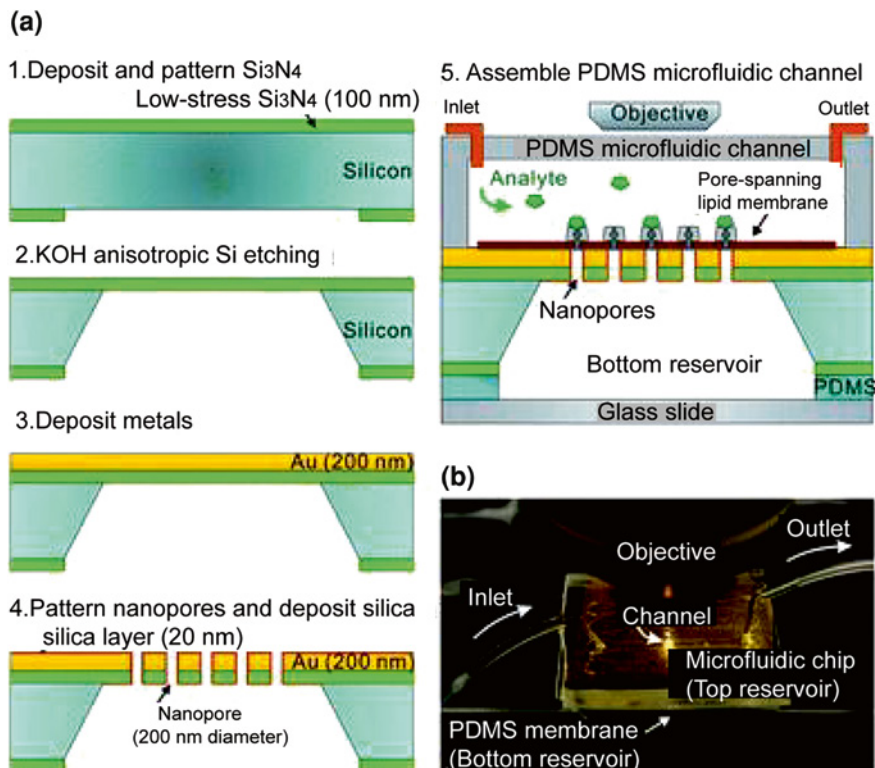 (a)
1.Deposit and pattern Si3N4
Low-stress Si3N4 (100 nm)
Silicon
2.KOH anisotropic Si etching
Silicon
3.Deposit metals
Au (200 nm)
4.Pattern nanopores and deposit silica
silica layer (20 nm)
Au (200 nm)
Nanopore
(200 nm diameter)
5. Assemble PDMS microfluidic channel
Inlet
Objective
Outlet
PDMS microfluidic channel
Analyte
Pore-spanning
lipid membrane
Nanopores
Bottom reservoir
PDMS
Glass slide
(b)
Outlet
Objective
Inlet
Channel
Microfluidic chip
(Top reservoir)
PDMS membrane
(Bottom reservoir)